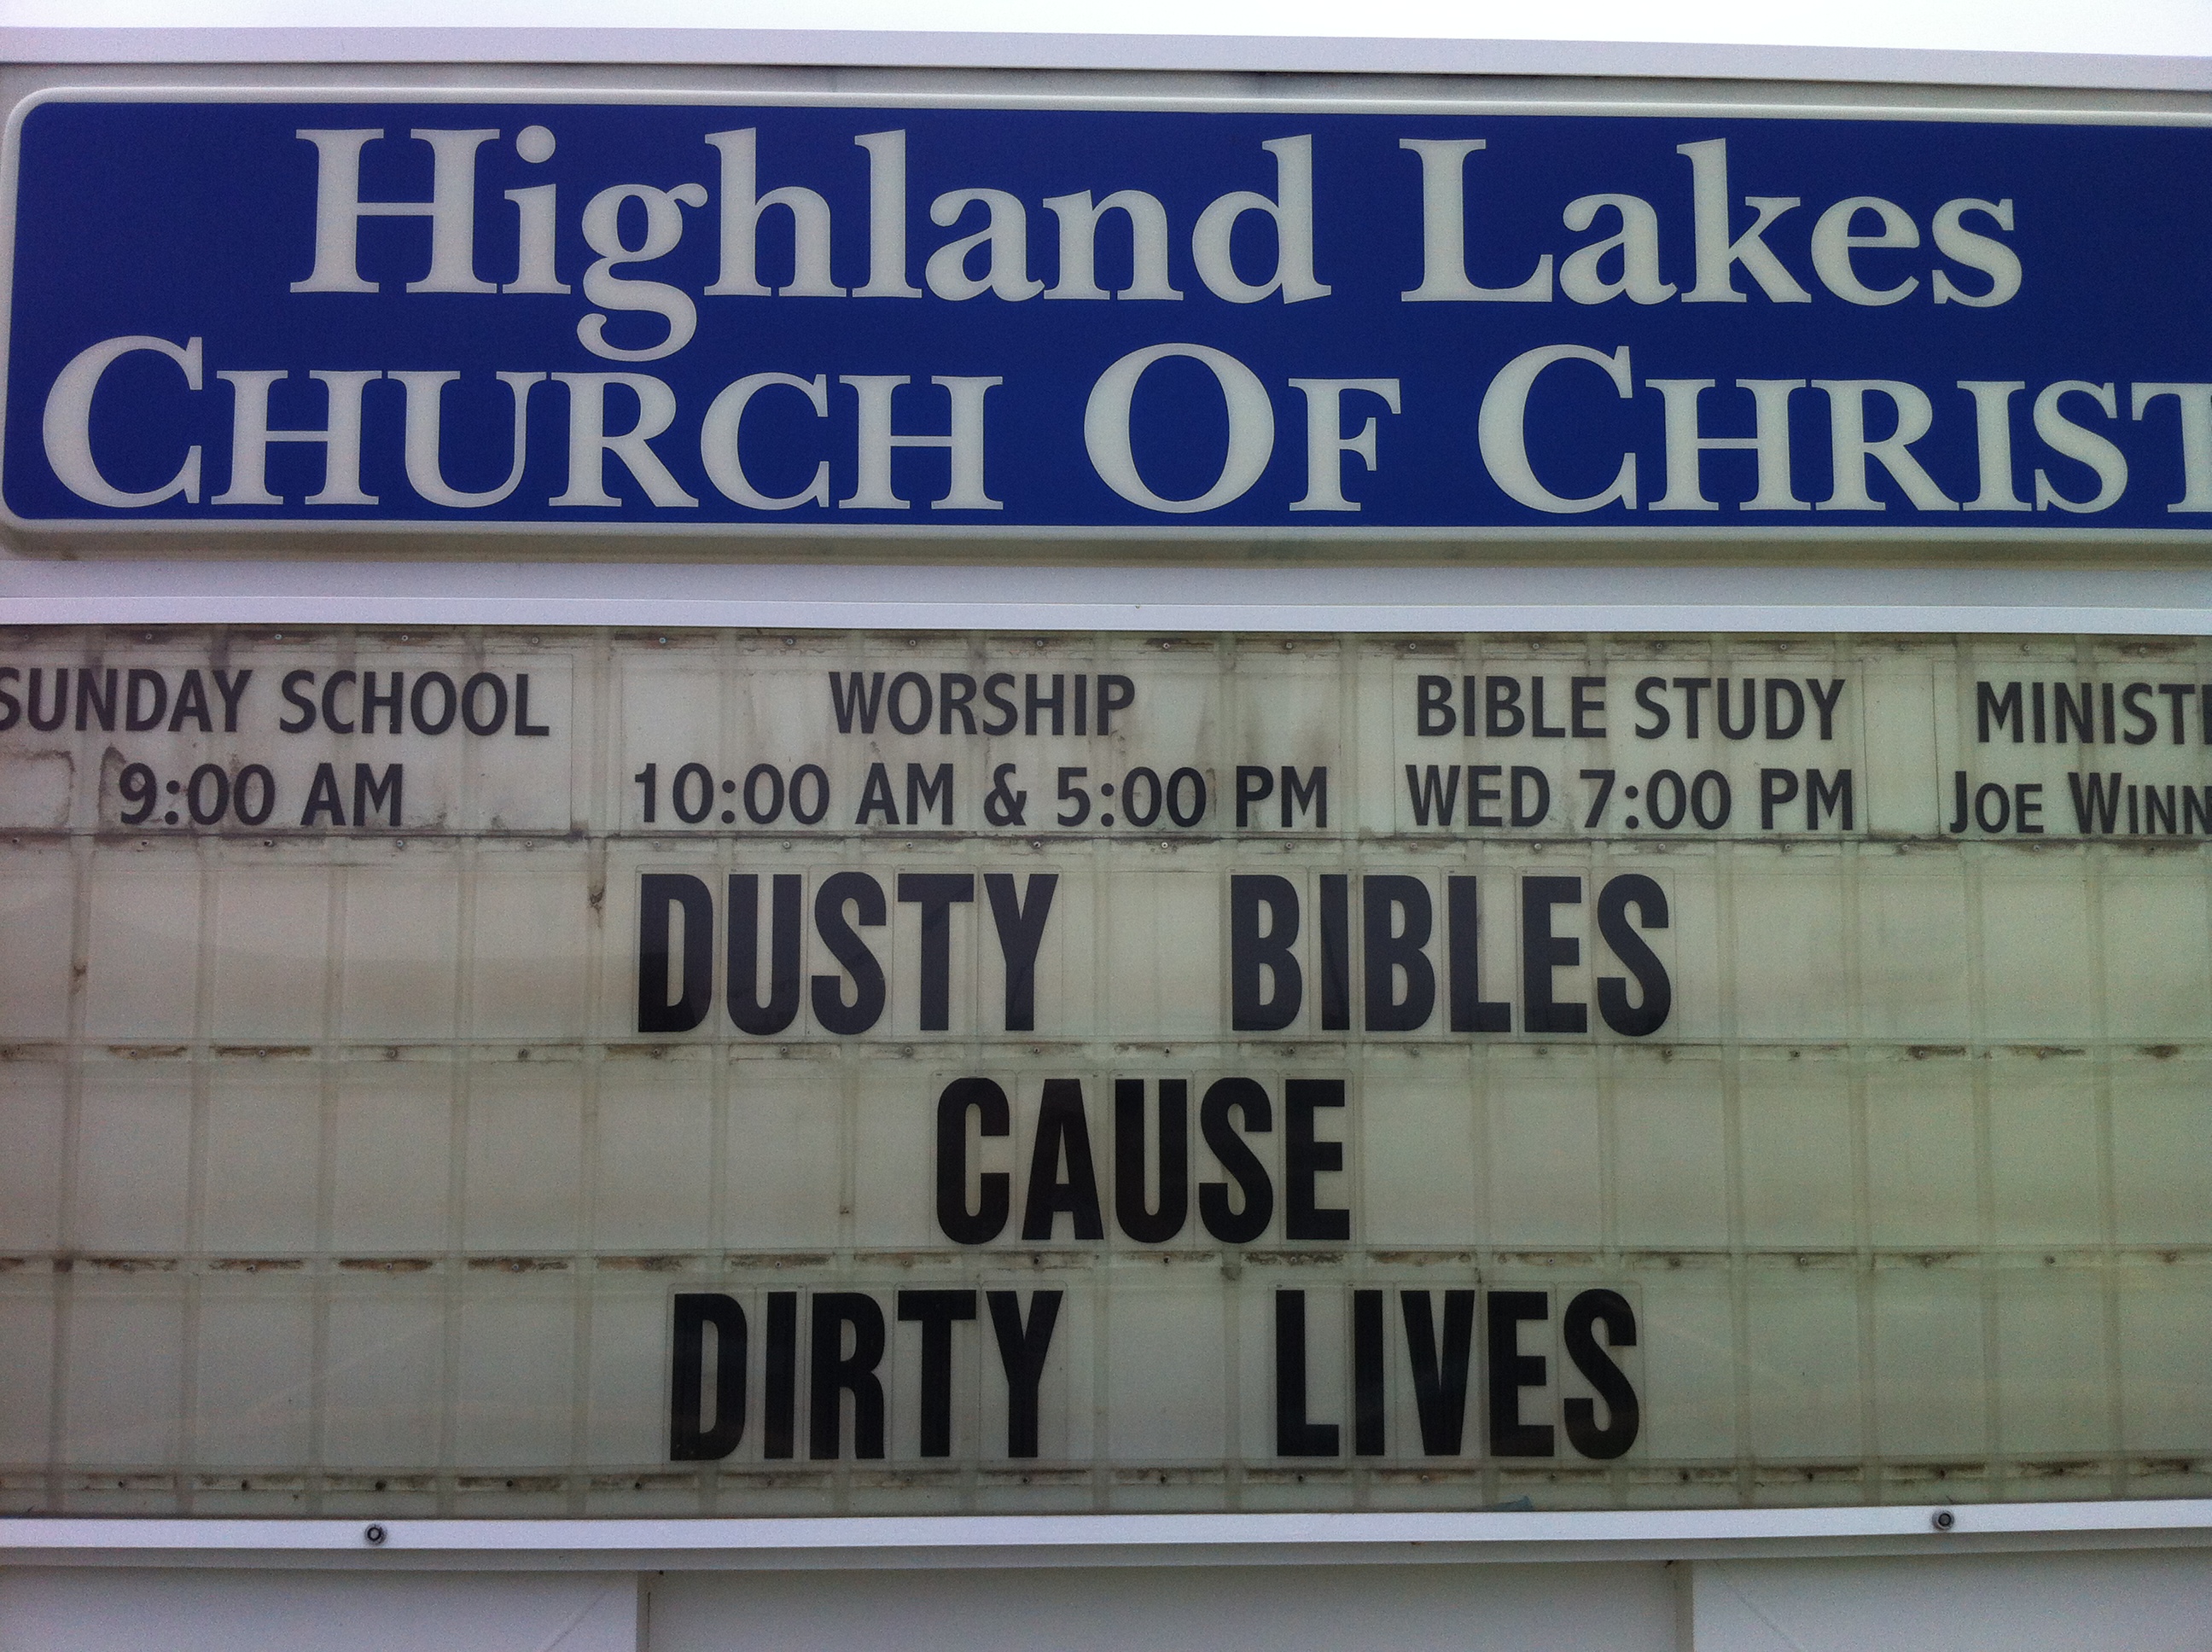 Highland Lakes
CHURCH OF CHRIST
SUNDAY SCHOOL
9:00 AM
WORSHIP
10:00 AM & 5:00 PM
BIBLE STUDY
WED 7:00 PM
JOE
DUSTY BIBLES
CAUSE
DIRTY LIVES